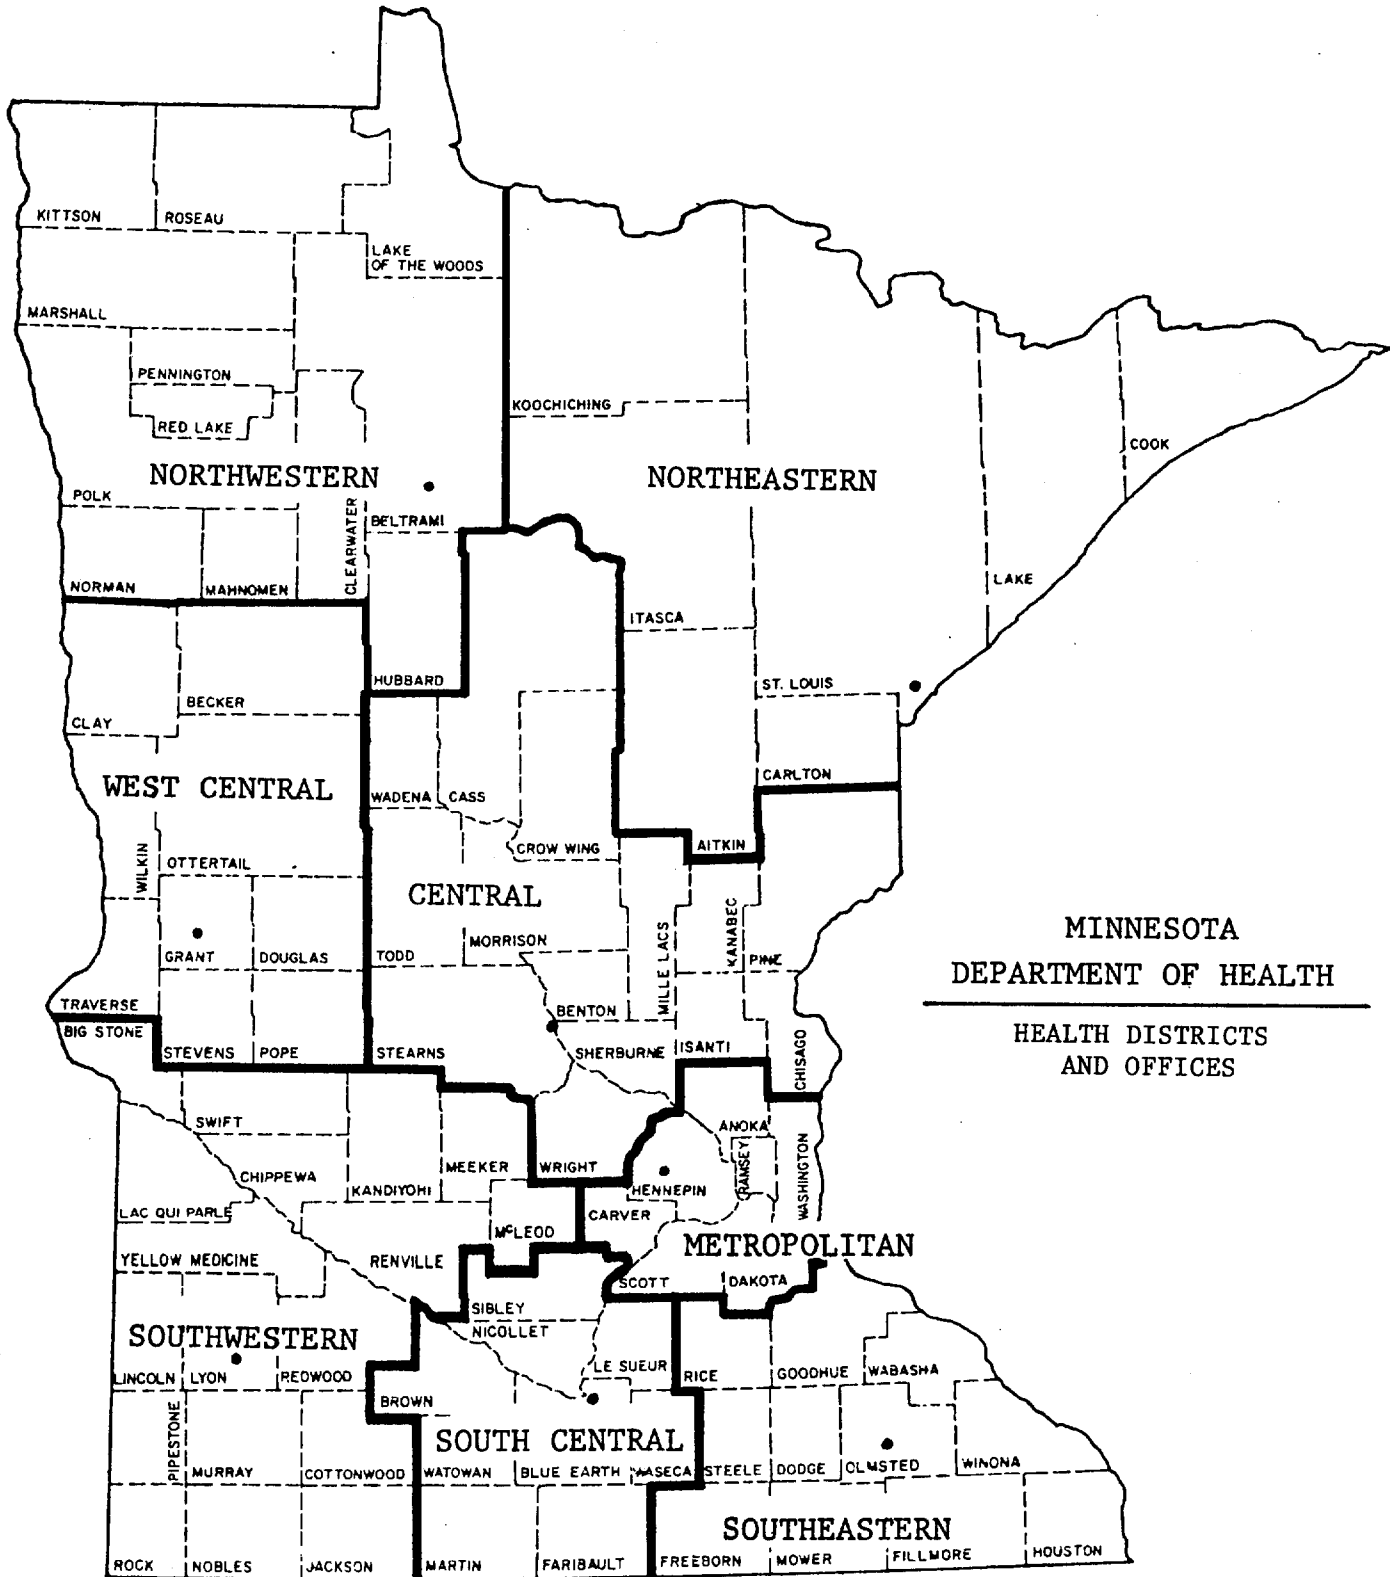 KITTSON
ROSEAU
LAKE
OF THE WOODS
MARSHALL
PENNINGTON
RED LAKE
KOOCHICHING
COOK
NORTHWESTERN
NORTHEASTERN
POLK
CLEARWATER
BELTRAMI
NORMAN
MAHNOMEN
LAKE
ITASCA
HUBBARD
ST. LOUIS
BECKER
CLAY
WEST CENTRAL
CARLTON
WADENA
CASS
WILKIN
OTTERTAIL
CROW WING
AITKIN
CENTRAL
GRANT
DOUGLAS
TODD
MORRISON
MILLE LACS
KANABEC
PINE
MINNESOTA
DEPARTMENT OF HEALTH
HEALTH DISTRICTS
AND OFFICES
TRAVERSE
BIG STONE
STEVENS
POPE
STEARNS
BENTON
SHERBURNE
ISANTI
CHISAGO
SWIFT
CHIPPEWA
KANDIYOHI
MEEKER
WRIGHT
ANOKA
RAMSEY
WASHINGTON
HENNEPIN
LAC QUI PARLE
McLEOD
CARVER
METROPOLITAN
YELLOW MEDICINE
RENVILLE
SCOTT
DAKOTA
SIBLEY
NICOLLET
SOUTHWESTERN
LINCOLN
LYON
REDWOOD
BROWN
LE SUEUR
RICE
GOODHUE
WABASHA
PIPESTONE
MURRAY
COTTONWOOD
SOUTH CENTRAL
WATOWAN
BLUE EARTH
WASECA
STEELE
DODGE
OLMSTED
WINONA
SOUTHEASTERN
ROCK
NOBLES
JACKSON
MARTIN
FARIBAULT
FREEBORN
MOWER
FILLMORE
HOUSTON